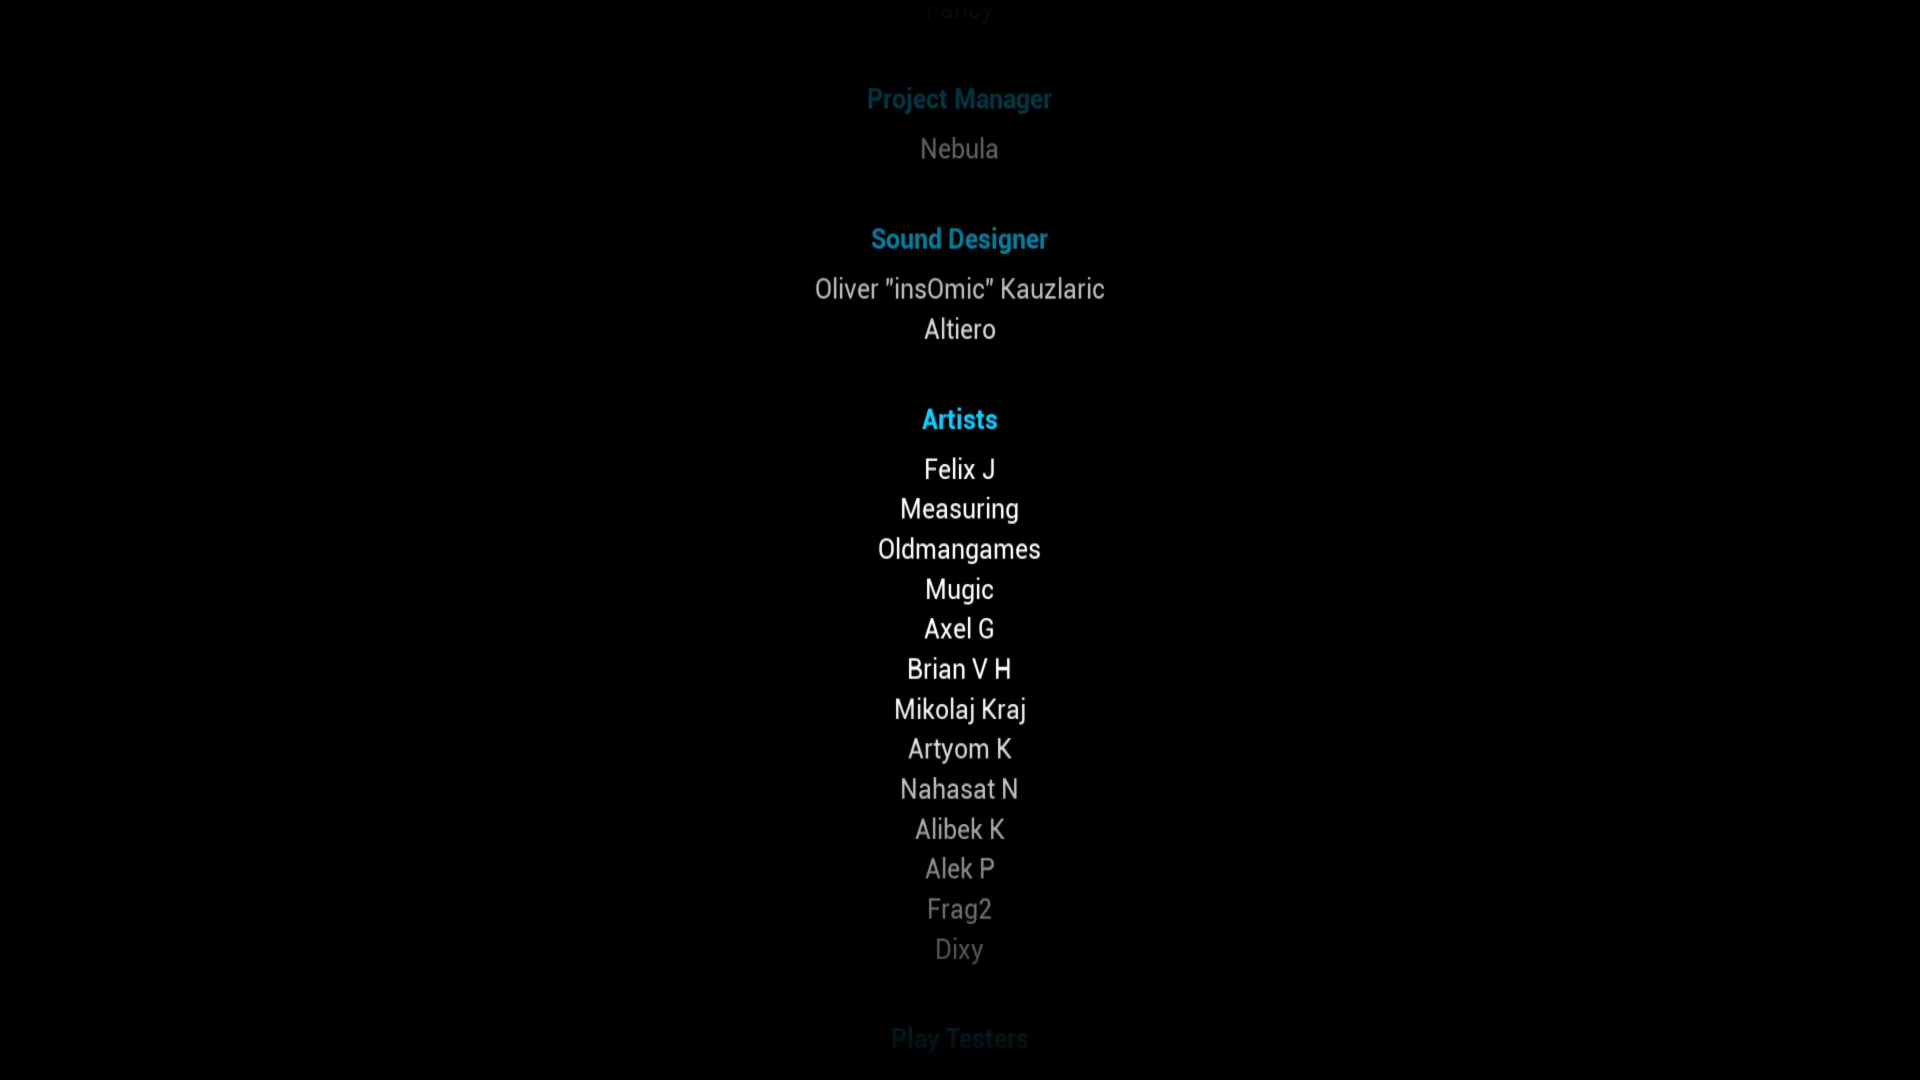 Fancy
Project Manager
Nebula
Sound Designer
Oliver "insOmic" Kauzlaric
Altiero
Artists
Felix J
Measuring
Oldmangames
Mugic
Axel G
Brian V H
Mikolaj Kraj
Artyom K
Nahasat N
Alibek K
Alek P
Frag2
Dixy
Play Testers